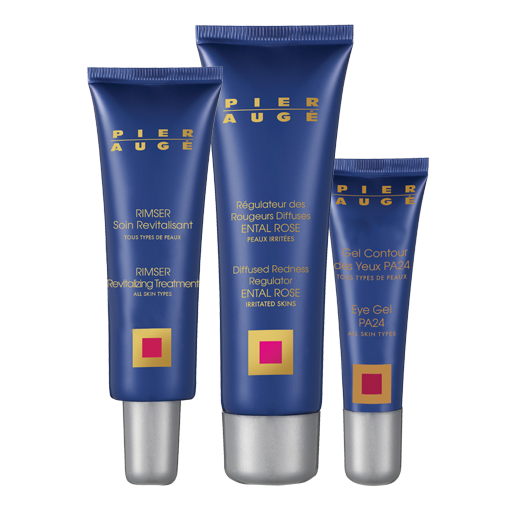 PIER
AUGÉ
RIMSER
Soin Revitalisant
TOUS TYPES DE PEAUX
RIMSER
Revitalizing Treatment
ALL SKIN TYPES
PIER
AUGÉ
Régulateur des
Rougeurs Diffuses
ENTAL ROSE
PEAUX IRRITÉES
Diffused Redness
Regulator
ENTAL ROSE
IRRITATED SKINS
PIER
AUGÉ
Gel Contour
des Yeux PA24
TOUS TYPES DE PEAUX
Eye Gel
PA24
ALL SKIN TYPES